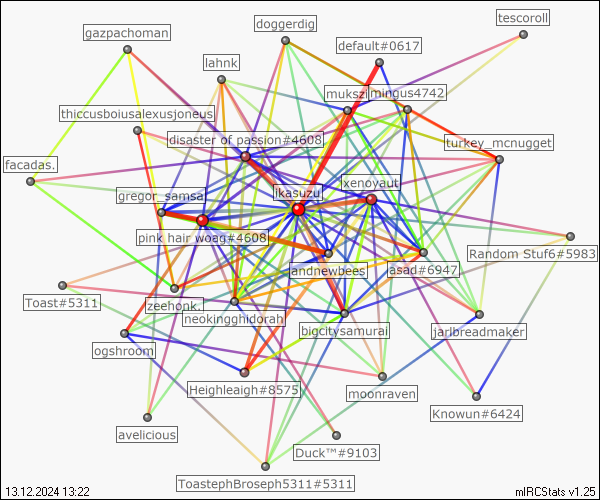 tescoroll
doggerdig
gazpachoman
default#0617
lahnk
mukszi
mingus4742
thiccusboiusalexusjoneus
disaster of passion#4608
turkey_mcnugget
facadas.
xenoyaut
ikasuzu
gregor_samsa
pink hair woag#4608
Random Stuf6#5983
andnewbees
asad#6947
Toast#5311
zeehonk.
neokingghidorah
bigcitysamurai
jarlbreadmaker
ogshroom
Heighleaigh#8575
moonraven
Knowun#6424
avelicious
Duck™#9103
ToastephBroseph5311#5311
13.12.2024 13:22
mIRCStats v1.25